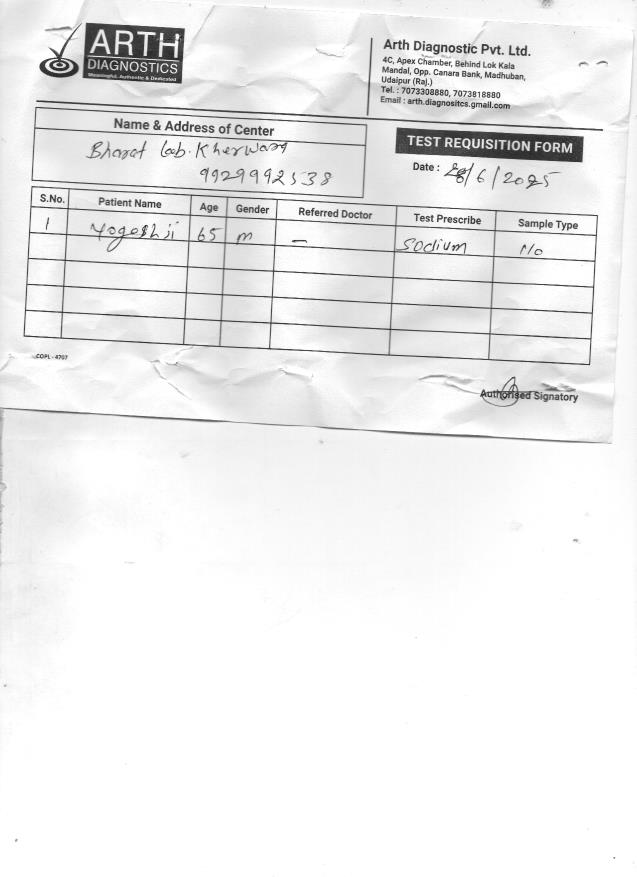 ARTH
DIAGNOSTICS
Meaningful, Authentic & Dedicated
Arth Diagnostic Pvt. Ltd.
4C, Apex Chamber, Behind Lok Kala
Mandal, Opp. Canara Bank, Madhuban,
Udaipur (Raj.)
Tel. : 7073308880, 7073818880
Email : arth.diagnositcs.gmail.com
Name & Address of Center
Bharat Lab. Kherwara
9929992538
TEST REQUISITION FORM
Date : 28/6/2025
S.No. Patient Name Age Gender Referred Doctor Test Prescribe Sample Type
1 Yogeshji 65 m — Sodium No
COPL - 4707
Authorised Signatory